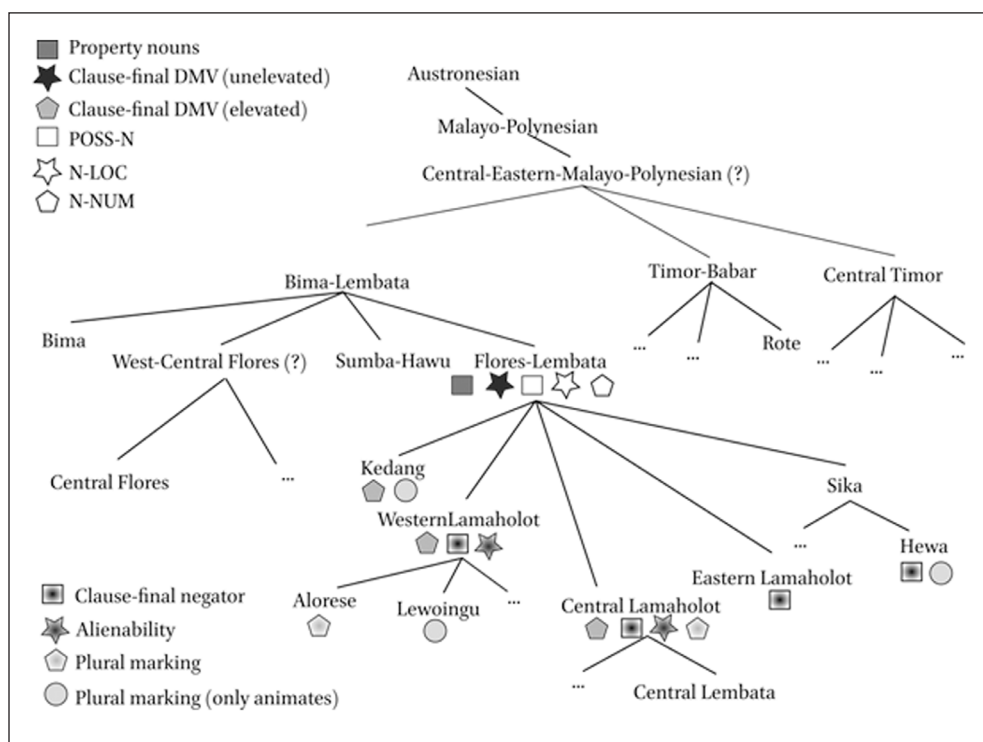 Property nouns
Clause-final DMV (unelevated)
Clause-final DMV (elevated)
POSS-N
N-LOC
N-NUM
Austronesian
Malayo-Polynesian
Central-Eastern-Malayo-Polynesian (?)
Bima-Lembata
Timor-Babar
Central Timor
Bima
West-Central Flores (?)
Sumba-Hawu
Flores-Lembata
...
...
Rote
...
...
...
Central Flores
...
Kedang
Sika
WesternLamaholot
...
Hewa
Eastern Lamaholot
Alorese
Lewoingu
...
Central Lamaholot
...
Central Lembata
Clause-final negator
Alienability
Plural marking
Plural marking (only animates)